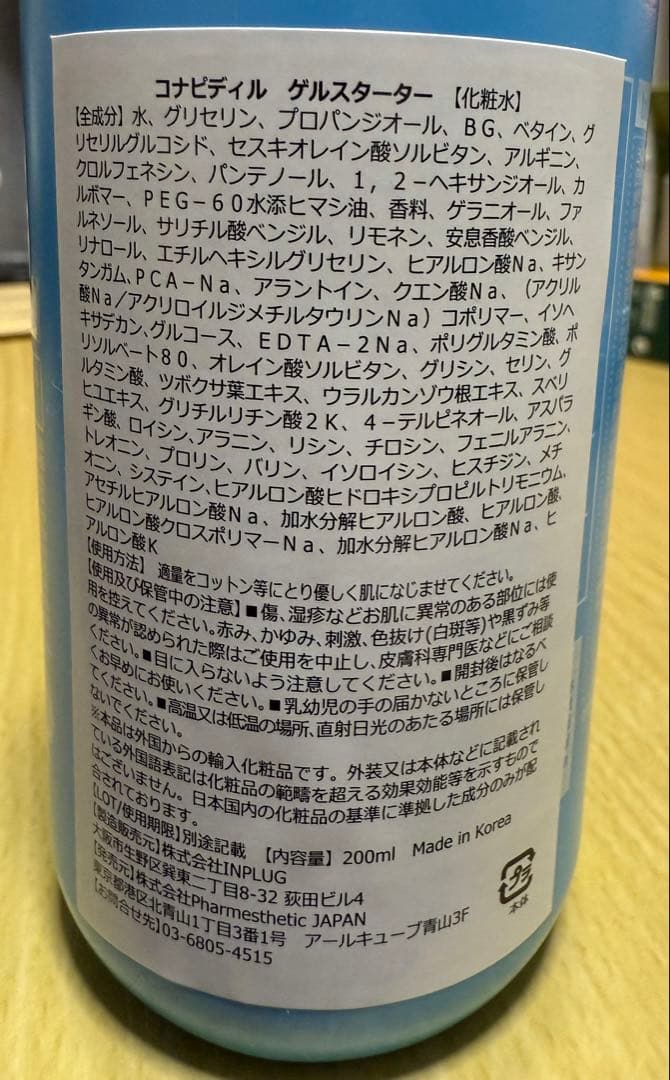 コナピディル　ゲルスターター　【化粧水】
【全成分】水、グリセリン、プロパンジオール、ＢＧ、ベタイン、グ
リセリルグルコシド、セスキオレイン酸ソルビタン、アルギニン、
クロルフェネシン、パンテノール、１，２－ヘキサンジオール、カ
ルボマー、ＰＥＧ－６０水添ヒマシ油、香料、ゲラニオール、ファ
ルネソール、サリチル酸ベンジル、リモネン、安息香酸ベンジル、
リナロール、エチルヘキシルグリセリン、ヒアルロン酸Ｎａ、キサン
タンガム、ＰＣＡ－Ｎａ、アラントイン、クエン酸Ｎａ、（アクリル
酸Ｎａ／アクリロイルジメチルタウリンＮａ）コポリマー、イソヘ
キサデカン、グルコース、ＥＤＴＡ－２Ｎａ、ポリグルタミン酸、ポ
リソルベート８０、オレイン酸ソルビタン、グリシン、セリン、グ
ルタミン酸、ツボクサ葉エキス、ウラルカンゾウ根エキス、スベリ
ヒユエキス、グリチルリチン酸２Ｋ、４－テルピネオール、アスパラ
ギン酸、ロイシン、アラニン、リシン、チロシン、フェニルアラニン、
トレオニン、プロリン、バリン、イソロイシン、ヒスチジン、メチ
オニン、システイン、ヒアルロン酸ヒドロキシプロピルトリモニウム、
アセチルヒアルロン酸Ｎａ、加水分解ヒアルロン酸、ヒアルロン酸、
ヒアルロン酸クロスポリマーＮａ、加水分解ヒアルロン酸Ｎａ、ヒ
アルロン酸Ｋ
【使用方法】 適量をコットン等にとり優しく肌になじませてください。
【使用及び保管中の注意】■傷、湿疹などお肌に異常のある部位には使
用を控えてください。赤み、かゆみ、刺激、色抜け(白斑等)や黒ずみ等
の異常が認められた際はご使用を中止し、皮膚科専門医などにご相談
ください。■目に入らないよう注意してください。■開封後はなるべ
くお早めにお使いください。■乳幼児の手の届かないところに保管し
てください。■高温又は低温の場所、直射日光のあたる場所には保管し
ないでください。
※本品は外国からの輸入化粧品です。外装又は本体などに記載され
ている外国語表記は化粧品の範疇を超える効果効能等を示すもので
はございません。日本国内の化粧品の基準に準拠した成分のみが配
合されております。
【LOT/使用期限】別途記載　【内容量】 200ml　Made in Korea
【製造販売元】株式会社INPLUG
大阪市生野区巽東二丁目8-32 荻田ビル4
【発売元】株式会社Pharmesthetic JAPAN
東京都港区北青山1丁目3番1号　アールキューブ青山3F
【お問合せ先】03-6805-4515
プラ
本体